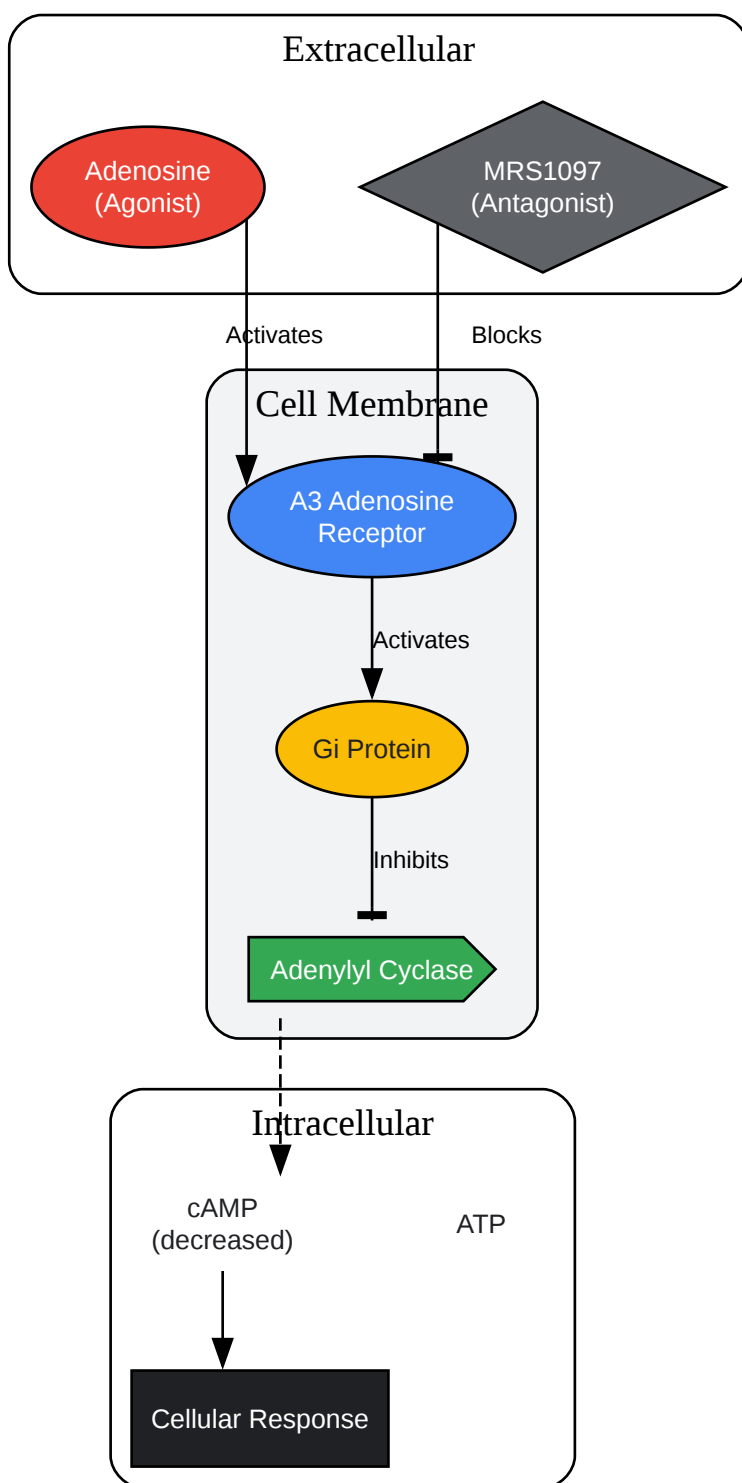 Extracellular
Adenosine
(Agonist)
MRS1097
(Antagonist)
Activates
Blocks
Cell Membrane
A3 Adenosine
Receptor
Activates
Gi Protein
Inhibits
Adenylyl Cyclase
Intracellular
cAMP
(decreased)
ATP
Cellular Response